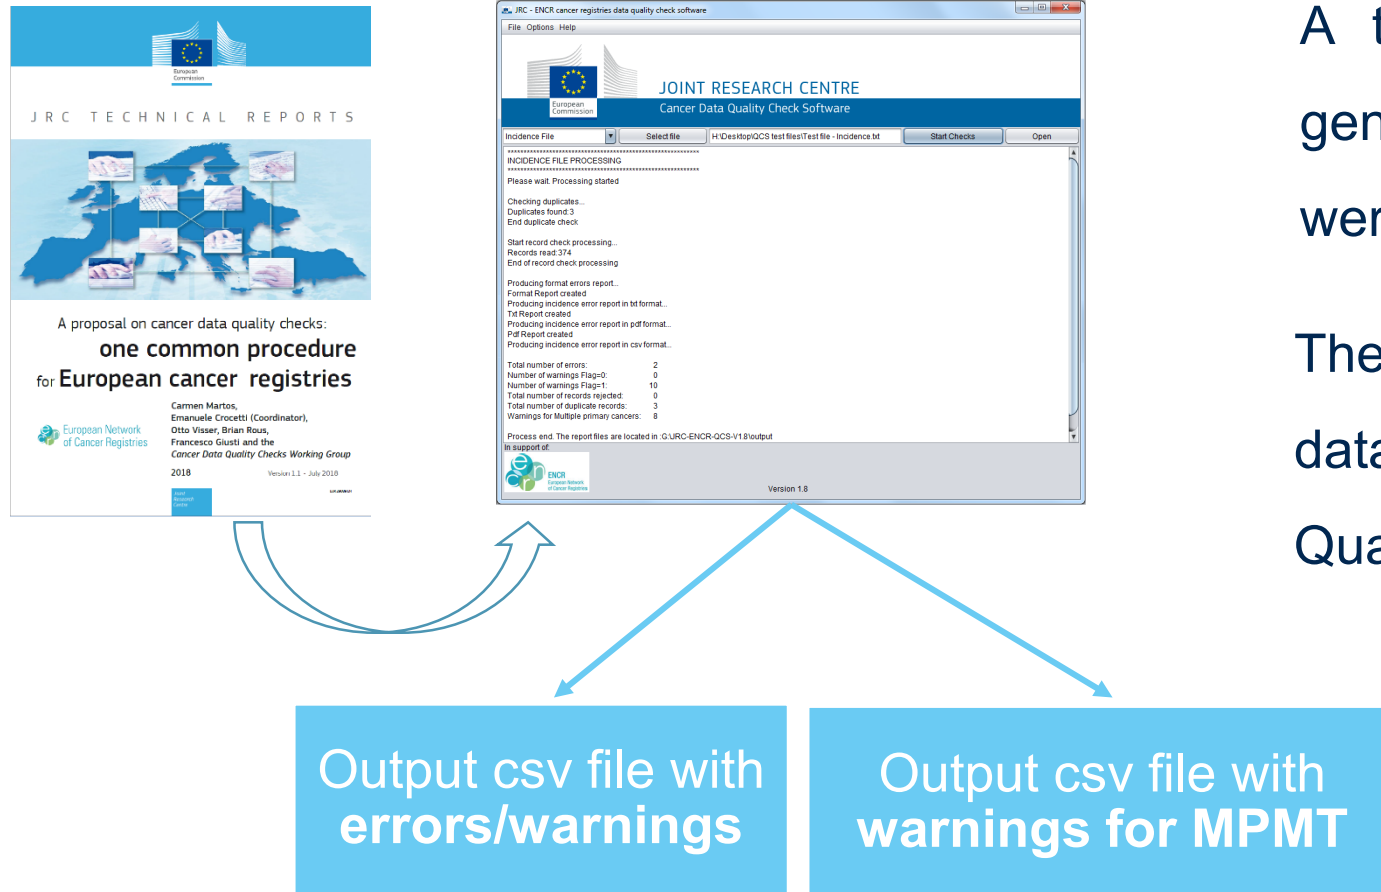 European
Commission
JRC TECHNICAL REPORTS
A proposal on cancer data quality checks:
one common procedure
for European cancer registries
Carmen Martos,
Emanuele Crocetti (Coordinator),
Otto Visser, Brian Rous,
Francesco Giusti and the
Cancer Data Quality Checks Working Group
European Network
of Cancer Registries
2018 Version 1.1 - July 2018
Joint
Research
Centre
JRC - ENCR cancer registries data quality check software
File Options Help
European
Commission
JOINT RESEARCH CENTRE
Cancer Data Quality Check Software
Incidence File Select file H:\Desktop\QCS test files\Test file - Incidence.txt Start Checks Open
************************************************************
INCIDENCE FILE PROCESSING
************************************************************
Please wait. Processing started
Checking duplicates...
Duplicates found:3
End duplicate check
Start record check processing...
Records read:374
End of record check processing
Producing format errors report...
Format Report created
Producing incidence error report in txt format...
Txt Report created
Producing incidence error report in pdf format...
Pdf Report created
Producing incidence error report in csv format...
Total number of errors: 2
Number of warnings Flag=0: 0
Number of warnings Flag=1: 10
Total number of records rejected: 0
Total number of duplicate records: 3
Warnings for Multiple primary cancers: 8
Process end. The report files are located in :G:\JRC-ENCR-QCS-V1.8\output
In support of:
encr
ENCR
European Network
of Cancer Registries
Version 1.8
A t
gen
wer
The
data
Qua
Output csv file with
errors/warnings
Output csv file with
warnings for MPMT